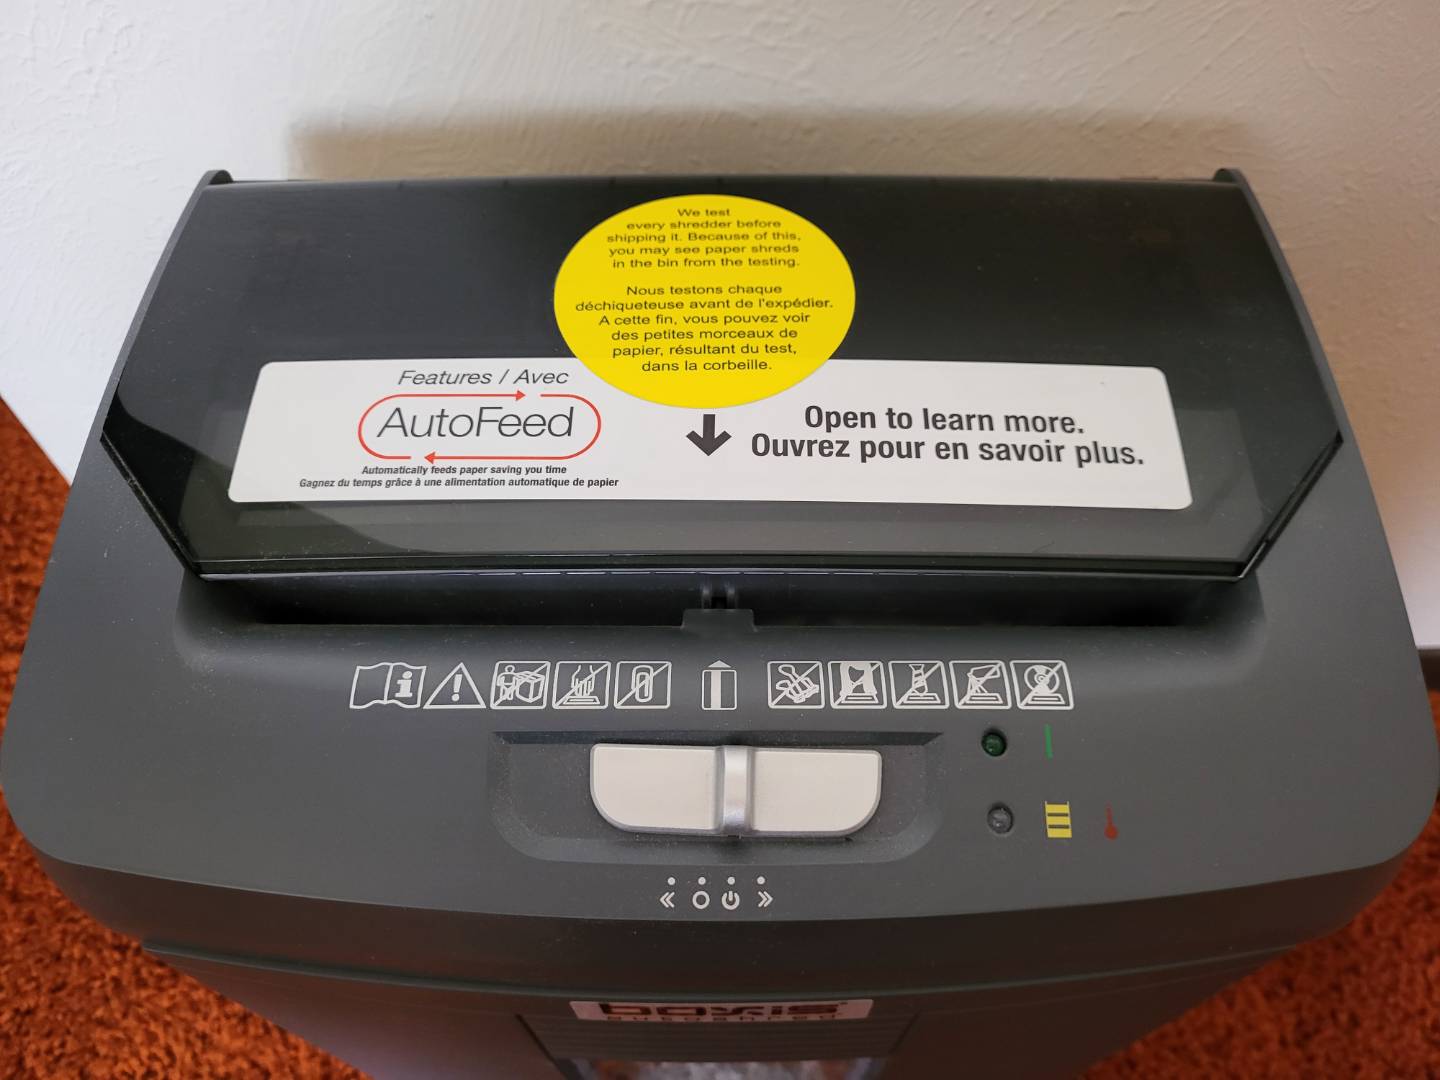 We test
every shredder before
shipping it. Because of this,
you may see paper shreds
in the bin from the testing.
Nous testons chaque
déchiqueteuse avant de l'expédier.
A cette fin, vous pouvez voir
des petites morceaux de
papier, résultant du test,
dans la corbeille.
Features / Avec
AutoFeed
Automatically feeds paper saving you time
Gagnez du temps grâce à une alimentation automatique de papier
Open to learn more.
Ouvrez pour en savoir plus.
boxis
autoshred